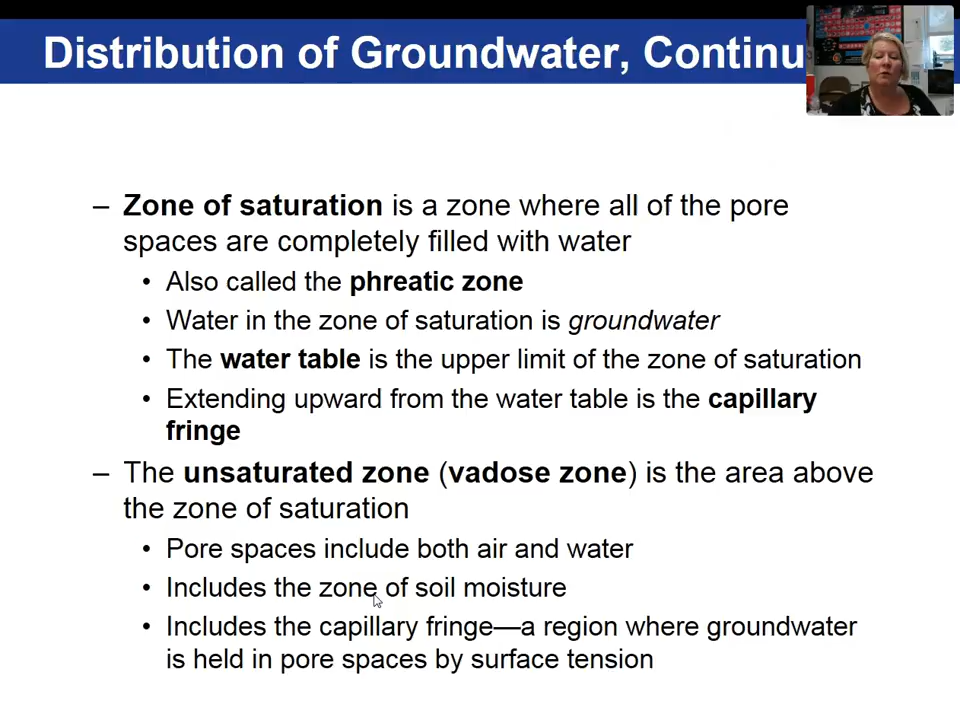 Distribution of Groundwater, Continu
– Zone of saturation is a zone where all of the pore
spaces are completely filled with water
• Also called the phreatic zone
• Water in the zone of saturation is groundwater
• The water table is the upper limit of the zone of saturation
• Extending upward from the water table is the capillary
fringe
– The unsaturated zone (vadose zone) is the area above
the zone of saturation
• Pore spaces include both air and water
• Includes the zone of soil moisture
• Includes the capillary fringe—a region where groundwater
is held in pore spaces by surface tension